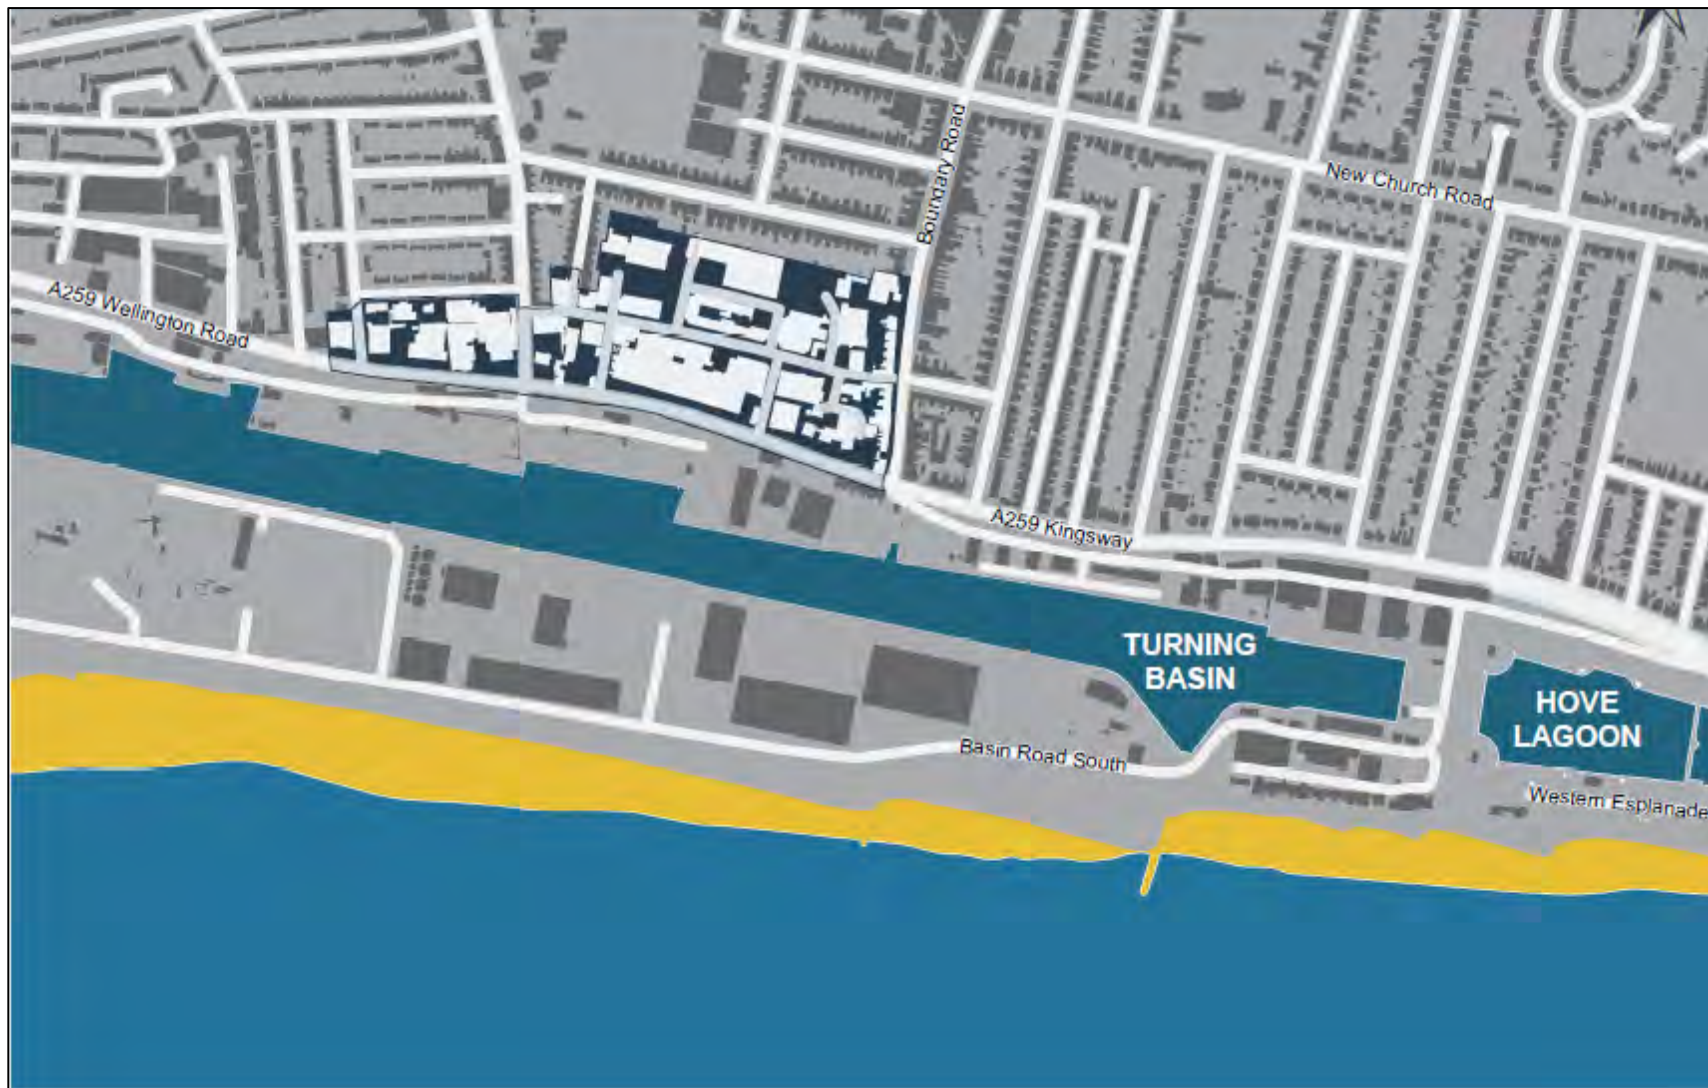 Boundary Road
New Church Road
A259 Wellington Road
A259 Kingsway
TURNING
BASIN
HOVE
LAGOON
Basin Road South
Western Esplanade